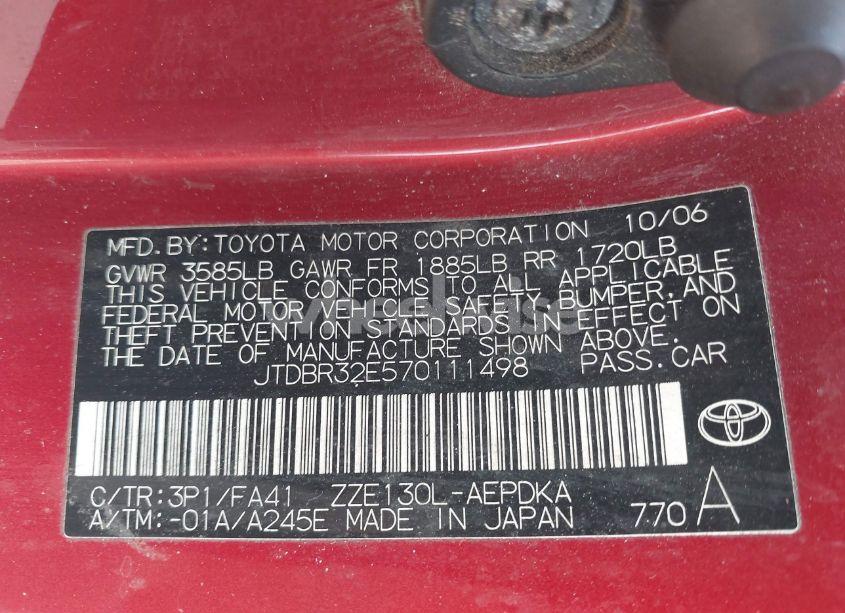 MFD. BY: TOYOTA MOTOR CORPORATION 10/06
GVWR 3585LB GAWR FR 1885LB RR 1720LB
THIS VEHICLE CONFORMS TO ALL APPLICABLE
FEDERAL MOTOR VEHICLE SAFETY, BUMPER, AND
THEFT PREVENTION STANDARDS IN EFFECT ON
THE DATE OF MANUFACTURE SHOWN ABOVE.
JTDBR32E570111498 PASS. CAR
C/TR: 3P1/FA41 ZZE130L-AEPDKA
A/TM: -01A/A245E MADE IN JAPAN 770 A